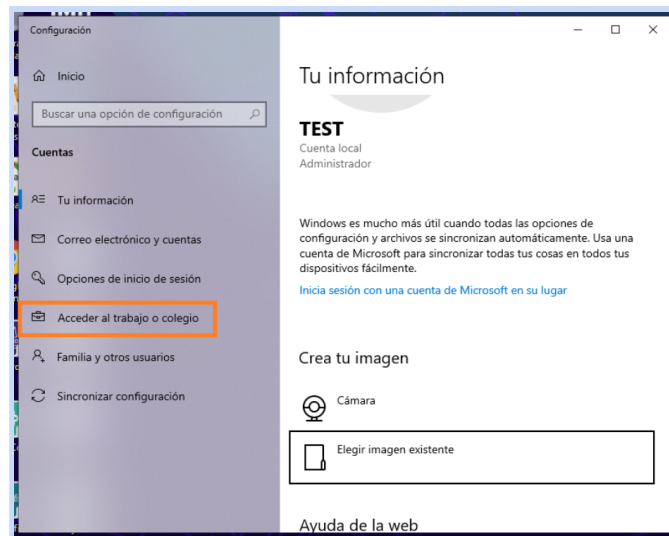 Configuración
Inicio
Buscar una opción de configuración
Cuentas
Tu información
Correo electrónico y cuentas
Opciones de inicio de sesión
Acceder al trabajo o colegio
Familia y otros usuarios
Sincronizar configuración
Tu información
TEST
Cuenta local
Administrador
Windows es mucho más útil cuando todas las opciones de
configuración y archivos se sincronizan automáticamente. Usa una
cuenta de Microsoft para sincronizar todas tus cosas en todos tus
dispositivos fácilmente.
Inicia sesión con una cuenta de Microsoft en su lugar
Crea tu imagen
Cámara
Elegir imagen existente
Ayuda de la web